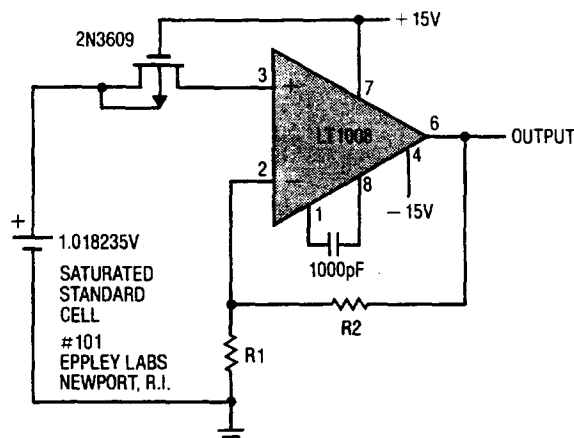 2N3609
+15V
3
7
+
LT1008
6
OUTPUT
2
−
4
1
8
−15V
+
1.018235V
1000pF
SATURATED
STANDARD
CELL
#101
EPPLEY LABS
NEWPORT, R.I.
R2
R1